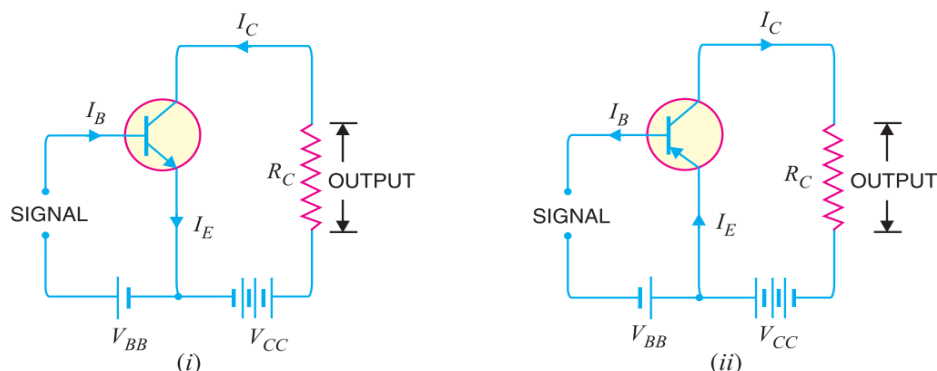 I_C
I_B
R_C
OUTPUT
SIGNAL
I_E
V_BB
V_CC
(i)
I_C
I_B
R_C
OUTPUT
SIGNAL
I_E
V_BB
V_CC
(ii)